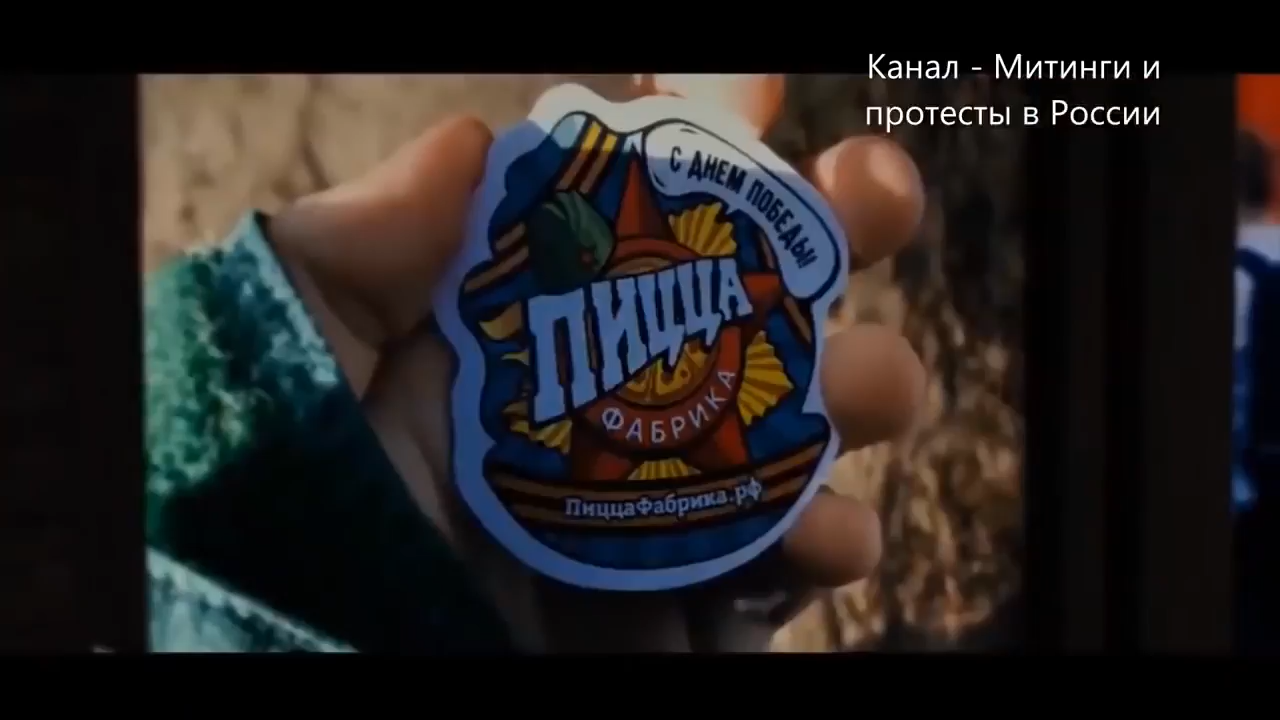 Канал - Митинги и
протесты в России
С ДНЕМ ПОБЕДЫ!
ПИЦЦА
ФАБРИКА
ПиццаФабрика.рф